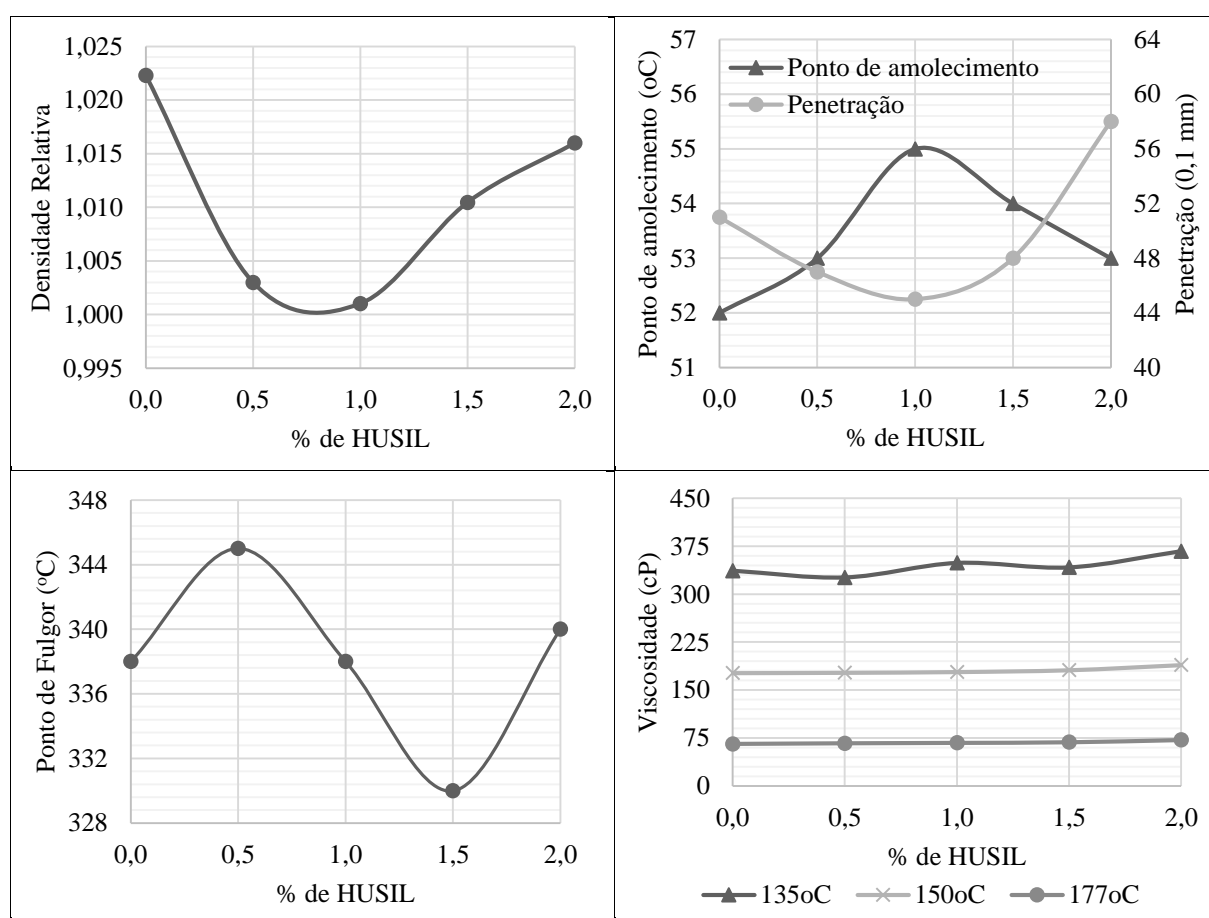 Densidade Relativa
1,025
1,020
1,015
1,010
1,005
1,000
0,995
0,0 0,5 1,0 1,5 2,0
% de HUSIL
Ponto de amolecimento (oC)
57
56
55
54
53
52
51
Ponto de amolecimento
Penetração
64
60
56
52
48
44
40
Penetração (0,1 mm)
0,0 0,5 1,0 1,5 2,0
% de HUSIL
Ponto de Fulgor (ºC)
348
344
340
336
332
328
0,0 0,5 1,0 1,5 2,0
% de HUSIL
Viscosidade (cP)
450
375
300
225
150
75
0
0,0 0,5 1,0 1,5 2,0
% de HUSIL
135oC 150oC 177oC